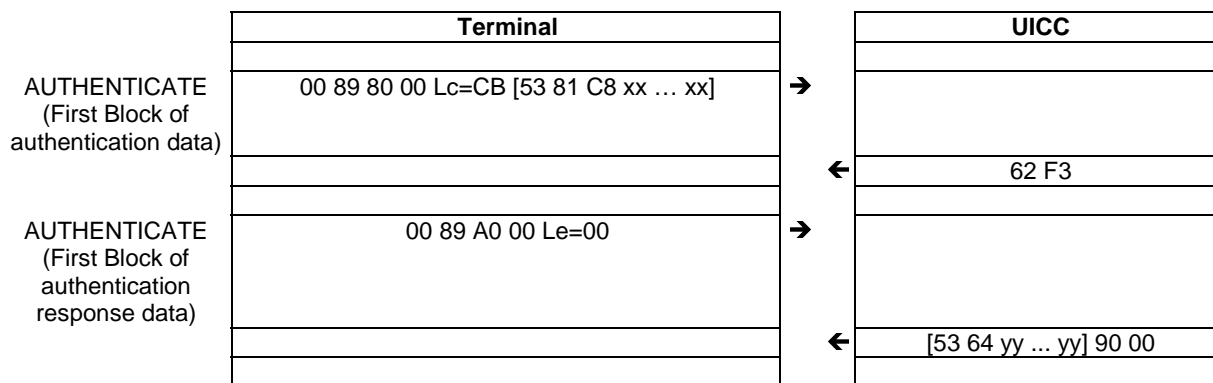 Terminal UICC
AUTHENTICATE 00 89 80 00 Lc=CB [53 81 C8 xx … xx] ➔
(First Block of
authentication data)
🡸 62 F3
AUTHENTICATE 00 89 A0 00 Le=00 ➔
(First Block of
authentication
response data)
🡸 [53 64 yy ... yy] 90 00